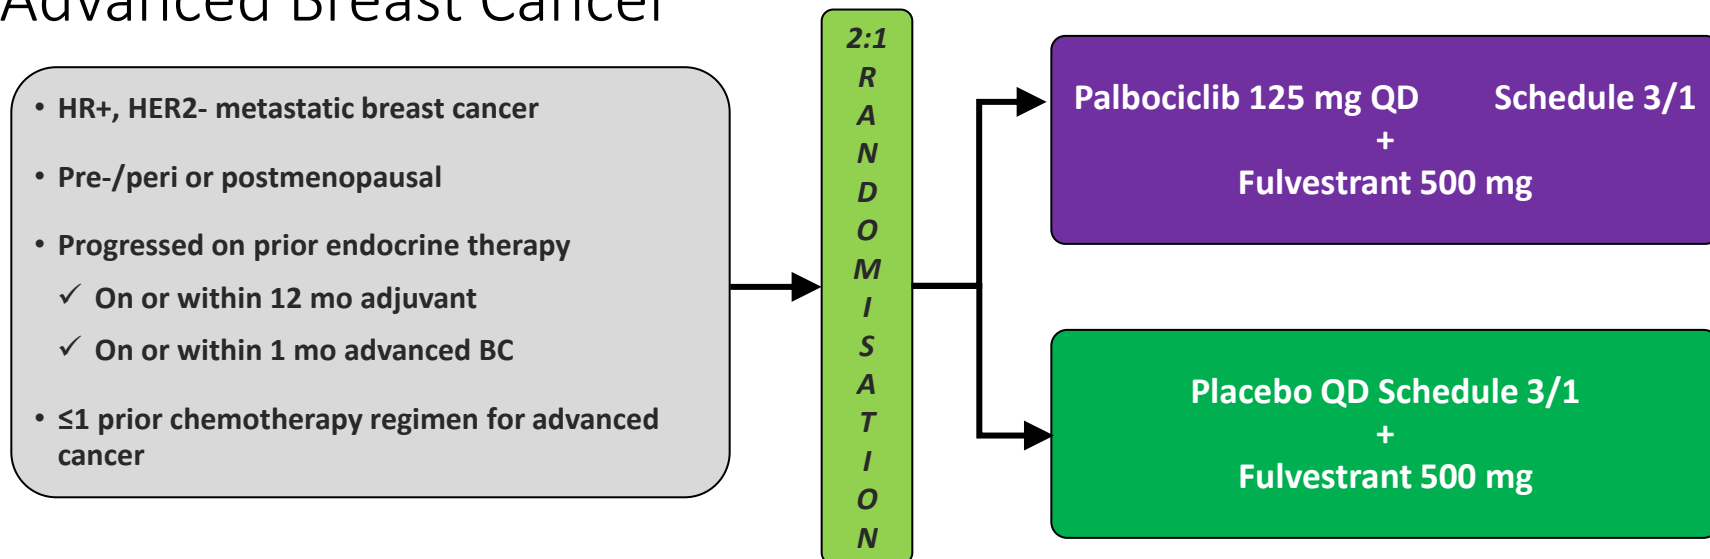 Advanced Breast Cancer
• HR+, HER2- metastatic breast cancer
• Pre-/peri or postmenopausal
• Progressed on prior endocrine therapy
✓ On or within 12 mo adjuvant
✓ On or within 1 mo advanced BC
• ≤1 prior chemotherapy regimen for advanced
cancer
2:1
R
A
N
D
O
M
I
S
A
T
I
O
N
Palbociclib 125 mg QD Schedule 3/1
+
Fulvestrant 500 mg
Placebo QD Schedule 3/1
+
Fulvestrant 500 mg